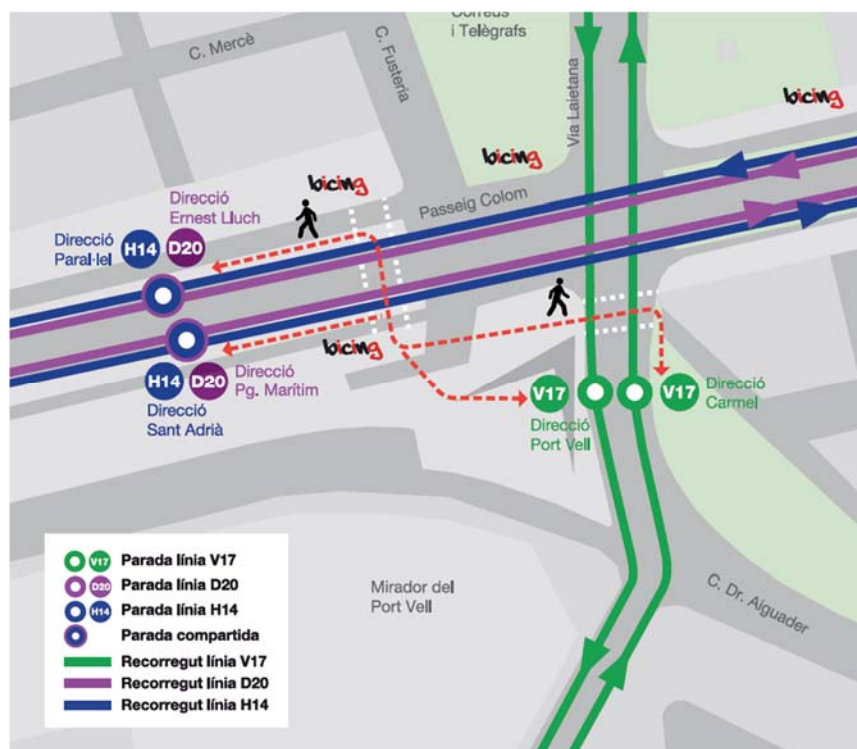 Correus
i Telègrafs
C. Mercè
C. Fusteria
Via Laietana
bicing
bicing
bicing
Passeig Colom
Direcció
Ernest Lluch
Direcció
Paral·lel
H14
D20
bicing
H14
D20
Direcció
Pg. Marítim
Direcció
Sant Adrià
V17
V17
Direcció
Port Vell
Direcció
Carmel
Mirador del
Port Vell
C. Dr. Aiguader
V17 Parada línia V17
D20 Parada línia D20
H14 Parada línia H14
Parada compartida
Recorregut línia V17
Recorregut línia D20
Recorregut línia H14